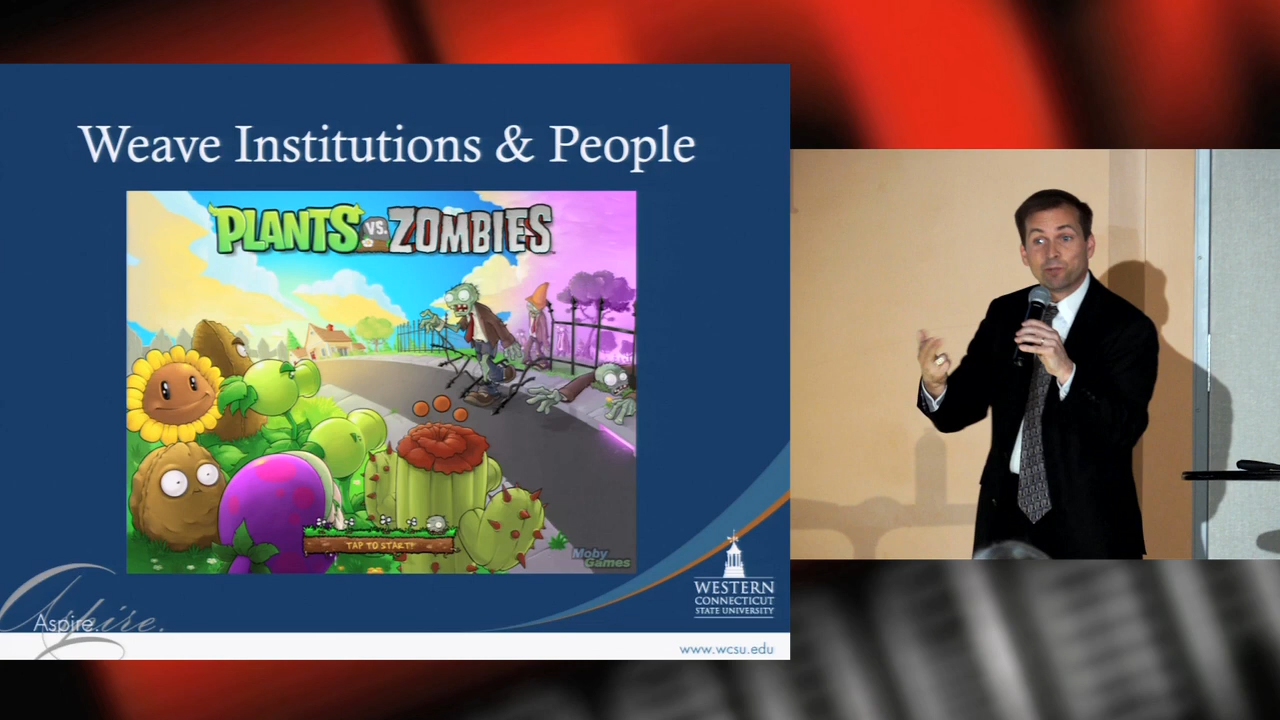 Weave Institutions & People
PLANTS VS. ZOMBIES
TAP TO START!
Moby
Games
WESTERN
CONNECTICUT
STATE UNIVERSITY
Aspire.
Aspire.
www.wcsu.edu